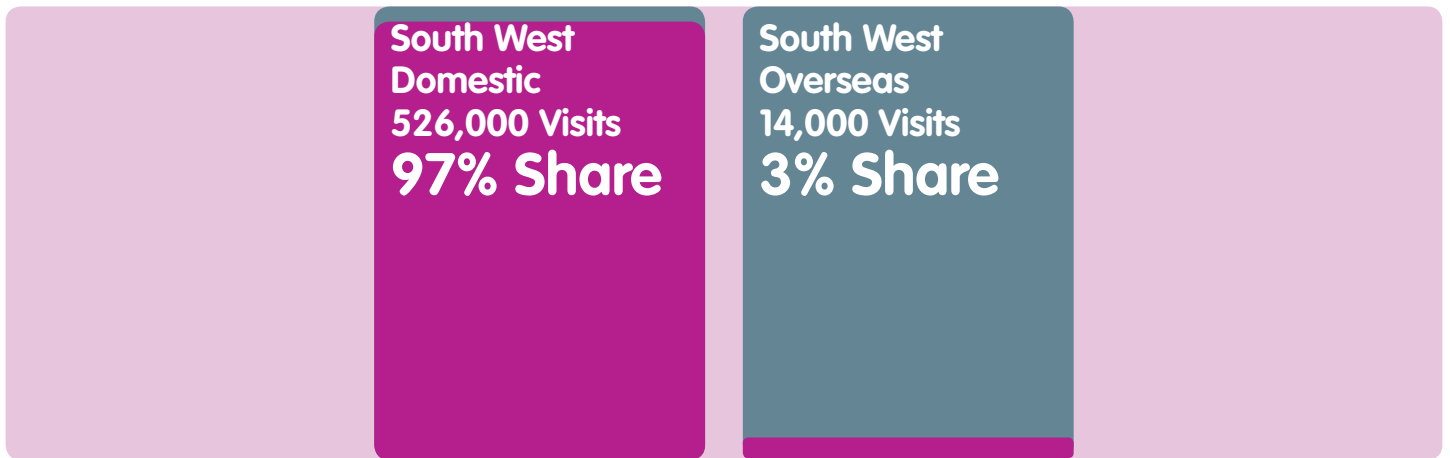 South West
Domestic
526,000 Visits
97% Share
South West
Overseas
14,000 Visits
3% Share